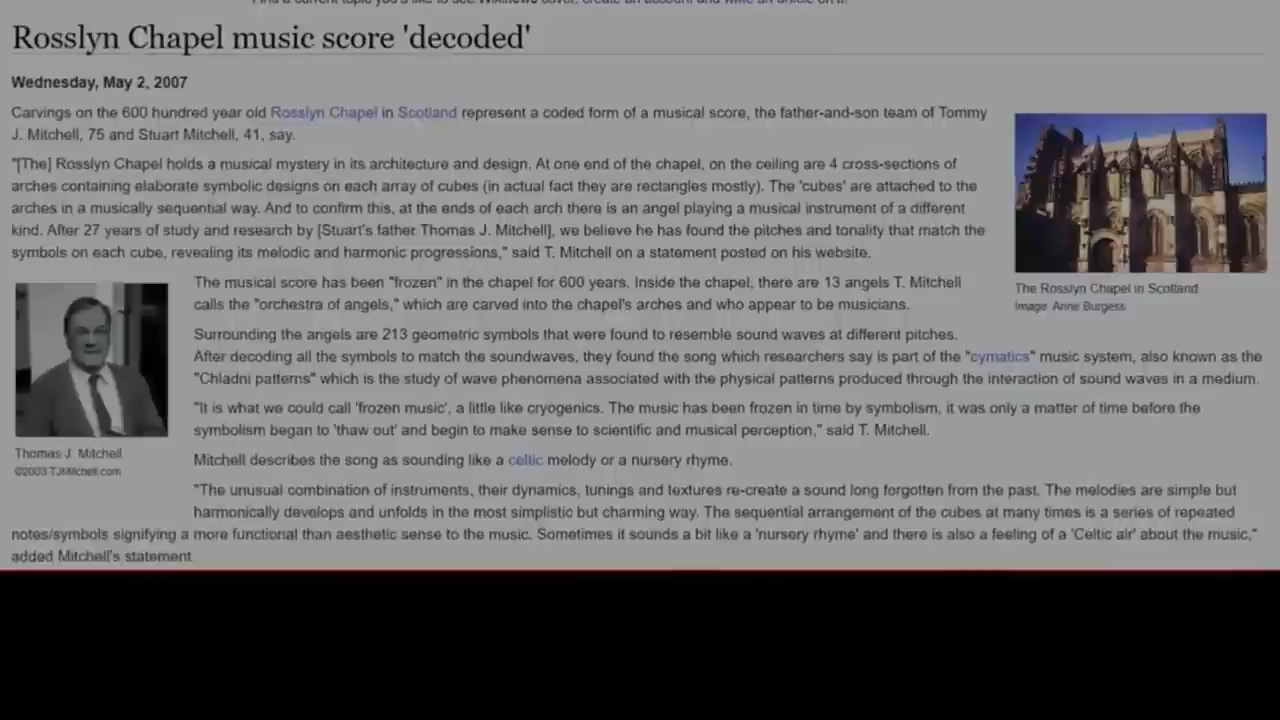 Find a current topic you'd like to see Wikinews cover, create an account and write an article on it!
Rosslyn Chapel music score 'decoded'
Wednesday, May 2, 2007
Carvings on the 600 hundred year old Rosslyn Chapel in Scotland represent a coded form of a musical score, the father-and-son team of Tommy
J. Mitchell, 75 and Stuart Mitchell, 41, say.
"[The] Rosslyn Chapel holds a musical mystery in its architecture and design. At one end of the chapel, on the ceiling are 4 cross-sections of
arches containing elaborate symbolic designs on each array of cubes (in actual fact they are rectangles mostly). The 'cubes' are attached to the
arches in a musically sequential way. And to confirm this, at the ends of each arch there is an angel playing a musical instrument of a different
kind. After 27 years of study and research by [Stuart's father Thomas J. Mitchell], we believe he has found the pitches and tonality that match the
symbols on each cube, revealing its melodic and harmonic progressions," said T. Mitchell on a statement posted on his website.
The Rosslyn Chapel in Scotland
Image: Anne Burgess
The musical score has been "frozen" in the chapel for 600 years. Inside the chapel, there are 13 angels T. Mitchell
calls the "orchestra of angels," which are carved into the chapel's arches and who appear to be musicians.
Surrounding the angels are 213 geometric symbols that were found to resemble sound waves at different pitches.
After decoding all the symbols to match the soundwaves, they found the song which researchers say is part of the "cymatics" music system, also known as the
"Chladni patterns" which is the study of wave phenomena associated with the physical patterns produced through the interaction of sound waves in a medium.
"It is what we could call 'frozen music', a little like cryogenics. The music has been frozen in time by symbolism, it was only a matter of time before the
symbolism began to 'thaw out' and begin to make sense to scientific and musical perception," said T. Mitchell.
Thomas J. Mitchell
©2003 TJMitchell.com
Mitchell describes the song as sounding like a celtic melody or a nursery rhyme.
"The unusual combination of instruments, their dynamics, tunings and textures re-create a sound long forgotten from the past. The melodies are simple but
harmonically develops and unfolds in the most simplistic but charming way. The sequential arrangement of the cubes at many times is a series of repeated
notes/symbols signifying a more functional than aesthetic sense to the music. Sometimes it sounds a bit like a 'nursery rhyme' and there is also a feeling of a 'Celtic air' about the music,"
added Mitchell's statement.